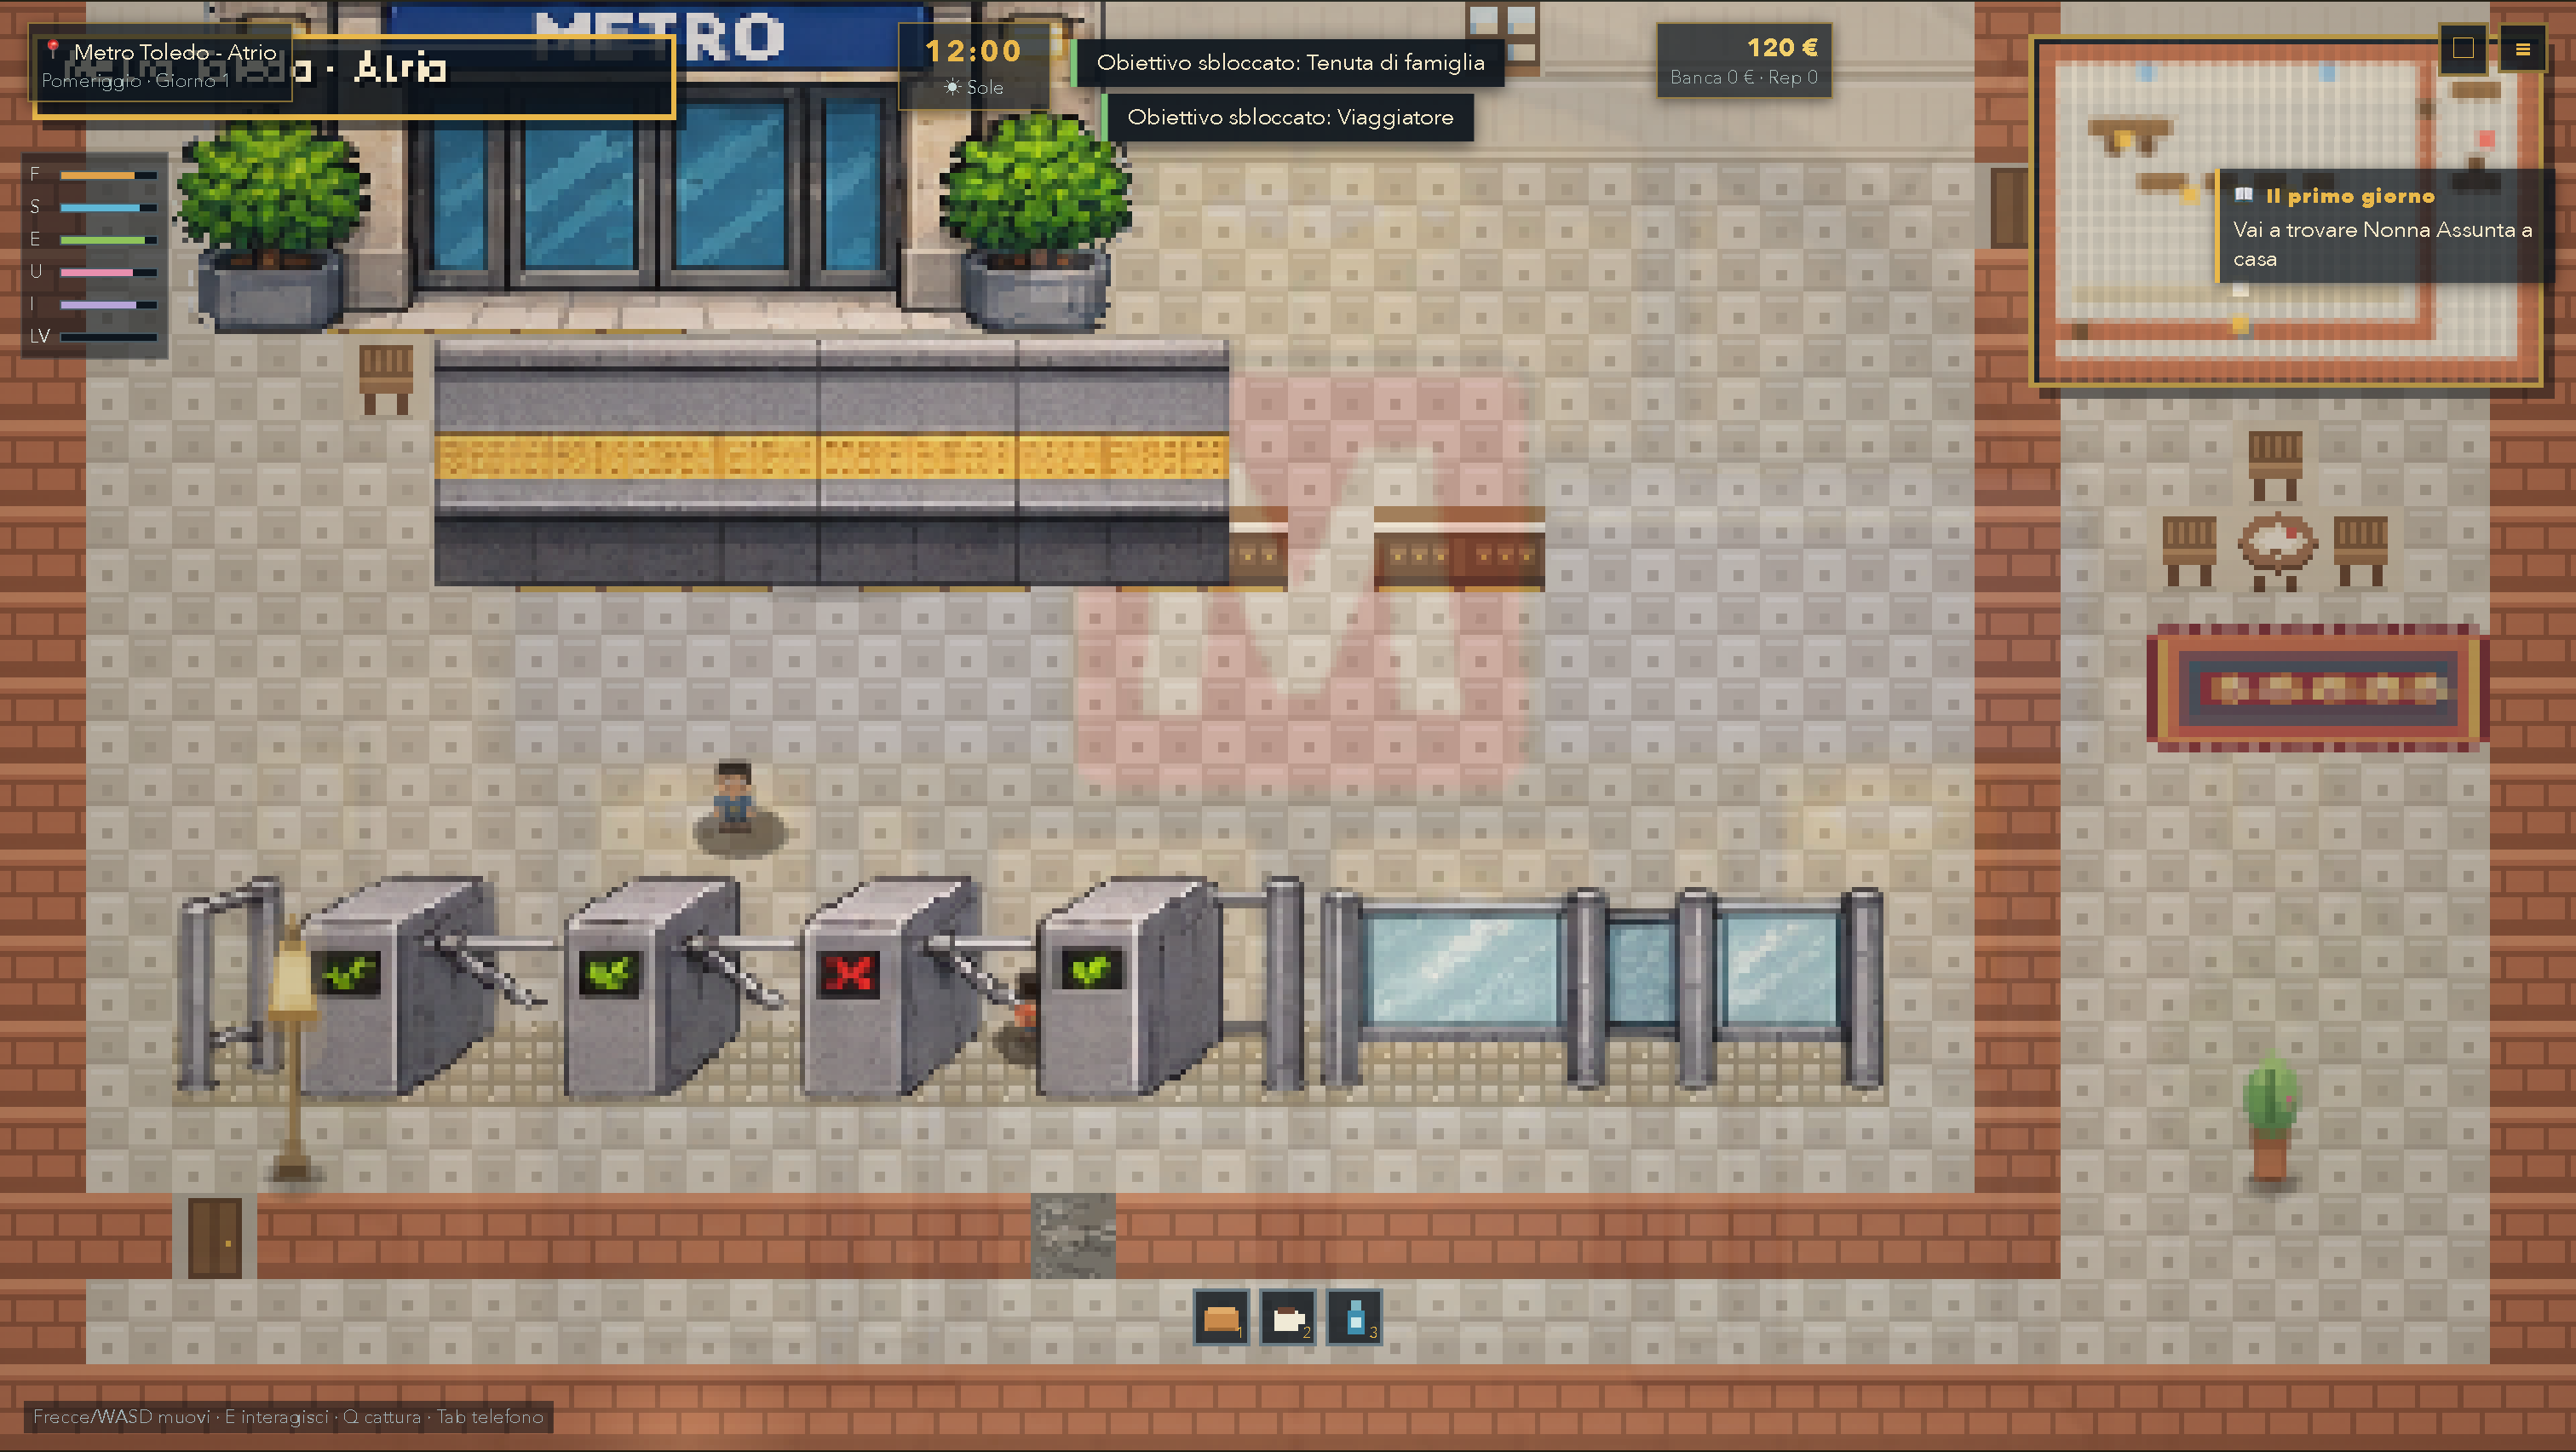 METRO
Metro Toledo - Atrio
Pomeriggio · Giorno 1
12:00
Sole
Obiettivo sbloccato: Tenuta di famiglia
Obiettivo sbloccato: Viaggiatore
120 €
Banca 0 € · Rep 0
Il primo giorno
Vai a trovare Nonna Assunta a
casa
F
S
E
U
I
LV
M
1
2
3
Frecce/WASD muovi · E interagisci · Q cattura · Tab telefono